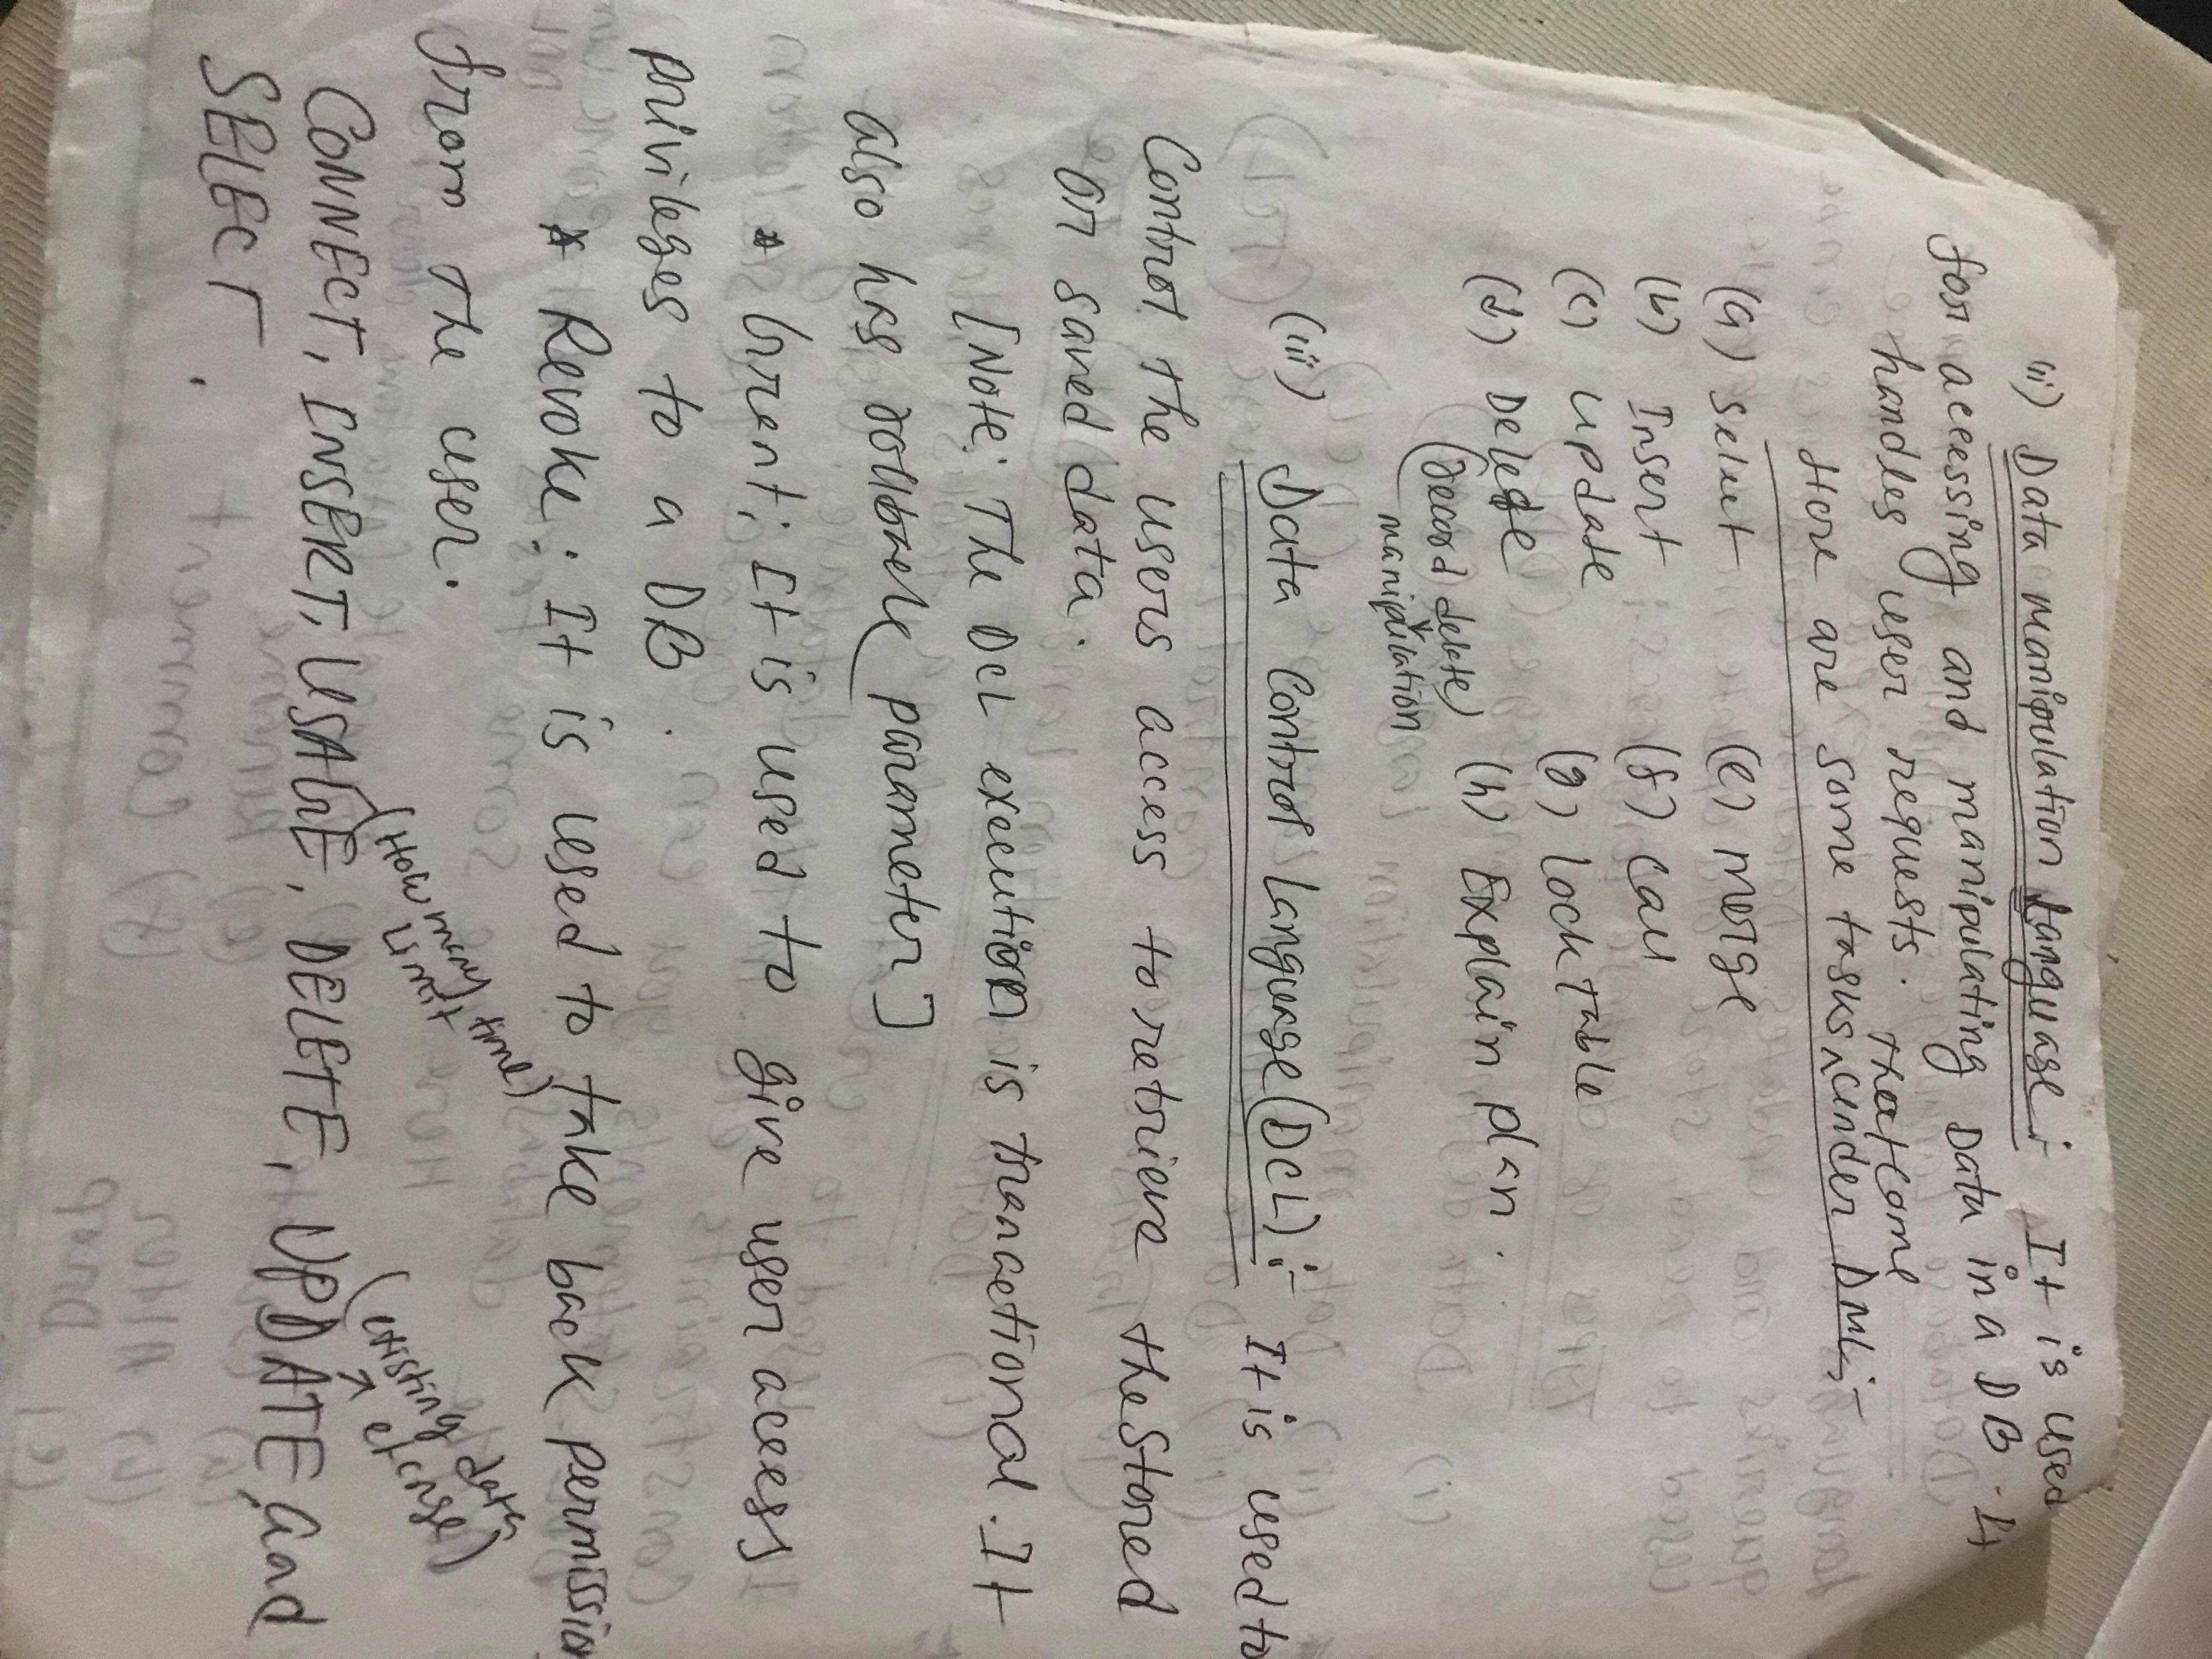 (ii) Data manipulation Language :- It is used
for accessing and manipulating Data in a DB. It
handles user requests.
Here are some tasks that come under DML :-
(a) Select (e) Merge
(b) Insert (f) Call
(c) Update (g) Lock Table
(d) Delete (h) Explain plan.
(record delete)
manipulation
(iii) Data Control Language (DCL) :- It is used to
Control the users access to retrieve the stored
or saved data.
[Note: The DCL execution is trancetional. It
also has rollback parameter]
* Grant; It is used to give user access
privileges to a DB.
* Revoke: It is used to take back permission
from the user.
(How many time)
Limit
(existing data
change)
CONNECT, INSERT, USAGE, DELETE, UPDATE and
SELECT.